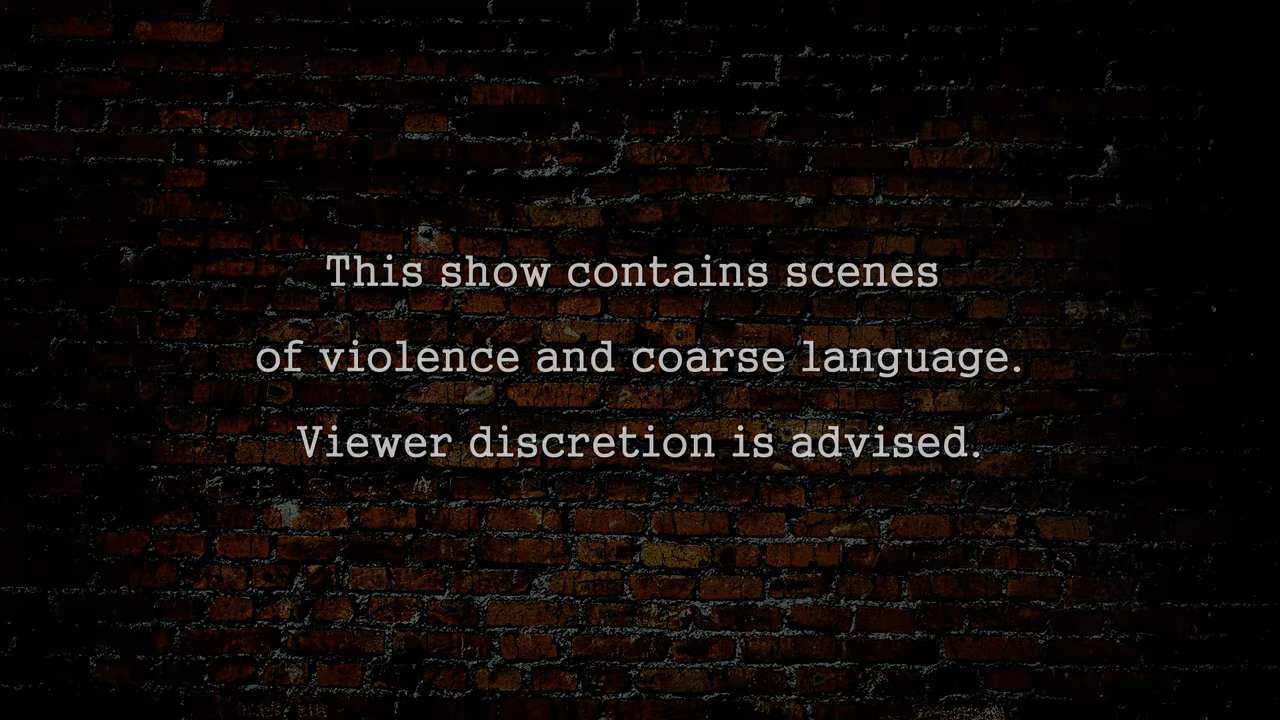 This show contains scenes
of violence and coarse language.
Viewer discretion is advised.